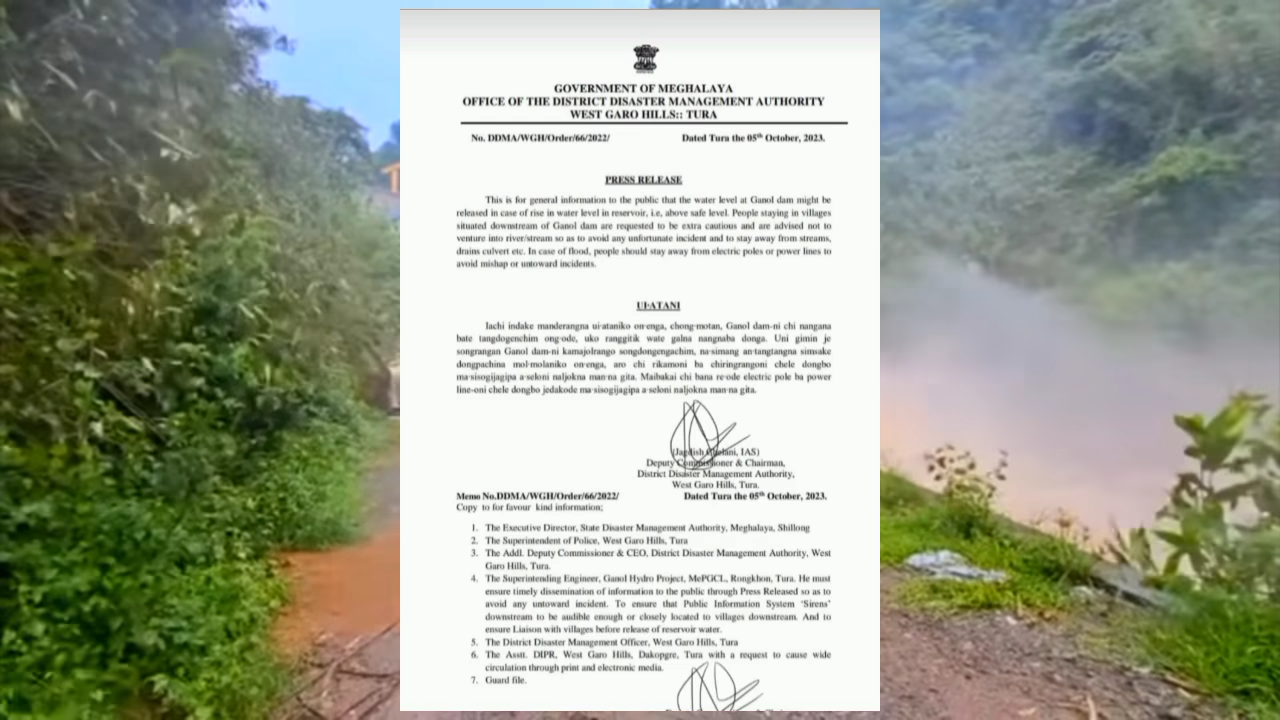 GOVERNMENT OF MEGHALAYA
OFFICE OF THE DISTRICT DISASTER MANAGEMENT AUTHORITY
WEST GARO HILLS:: TURA
No. DDMA/WGH/Order/66/2022/ Dated Tura the 05th October, 2023.
PRESS RELEASE
This is for general information to the public that the water level at Ganol dam might be
released in case of rise in water level in reservoir, i.e, above safe level. People staying in villages
situated downstream of Ganol dam are requested to be extra cautious and are advised not to
venture into river/stream so as to avoid any unfortunate incident and to stay away from streams,
drains culvert etc. In case of flood, people should stay away from electric poles or power lines to
avoid mishap or untoward incidents.
UI·ATANI
Iachi indake manderangna ui·ataniko on·enga, chong·motan, Ganol dam-ni chi nangana
bate tangdogenchim ong·ode, uko ranggitik wate galna nangnaba donga. Uni gimin je
songrangan Ganol dam-ni kamajolrango songdongengachim, na·simang an·tangtangna simsake
dongpachina mol·molaniko on·enga, aro chi rikamoni ba chiringrangoni chele dongbo
ma·sisogijagipa a·seloni naljokna man·na gita. Maibakai chi bana re·ode electric pole ba power
line-oni chele dongbo jedakode ma·sisogijagipa a·seloni naljokna man·na gita.
(Jagdish Chelani, IAS)
Deputy Commissioner & Chairman,
District Disaster Management Authority,
West Garo Hills, Tura.
Memo No.DDMA/WGH/Order/66/2022/ Dated Tura the 05th October, 2023.
Copy to for favour kind information;
1. The Executive Director, State Disaster Management Authority, Meghalaya, Shillong
2. The Superintendent of Police, West Garo Hills, Tura
3. The Addl. Deputy Commissioner & CEO, District Disaster Management Authority, West
Garo Hills, Tura.
4. The Superintending Engineer, Ganol Hydro Project, MePGCL, Rongkhon, Tura. He must
ensure timely dissemination of information to the public through Press Released so as to
avoid any untoward incident. To ensure that Public Information System ‘Sirens’
downstream to be audible enough or closely located to villages downstream. And to
ensure Liaison with villages before release of reservoir water.
5. The District Disaster Management Officer, West Garo Hills, Tura
6. The Asstt. DIPR, West Garo Hills, Dakopgre, Tura with a request to cause wide
circulation through print and electronic media.
7. Guard file.